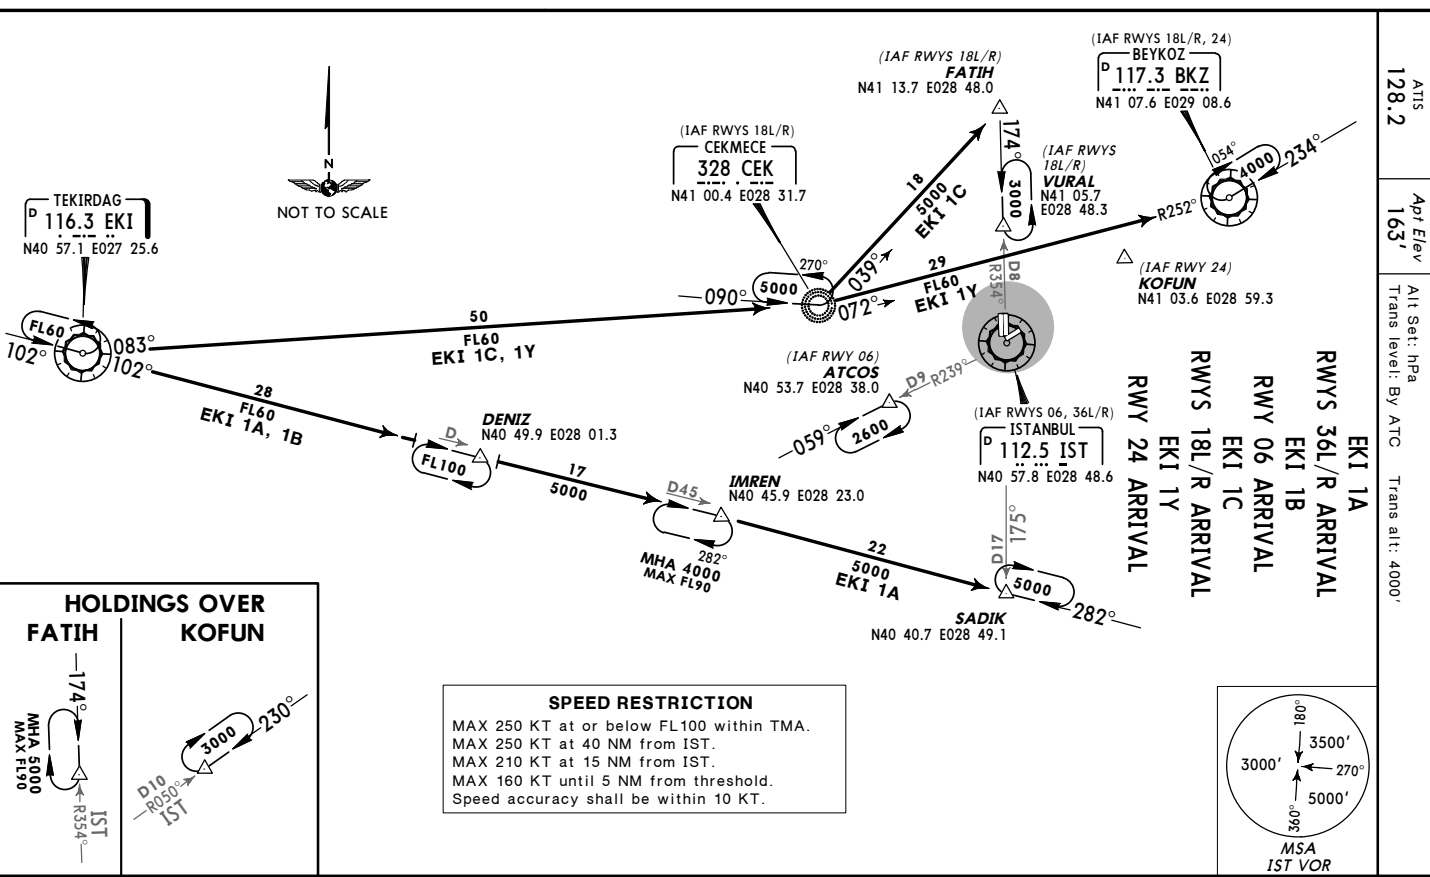 (IAF RWYS 18L/R)
FATIH
N41 13.7 E028 48.0
(IAF RWYS 18L/R, 24)
BEYKOZ
D 117.3 BKZ
N41 07.6 E029 08.6
ATIS
128.2
Apt Elev
163'
Alt Set: hPa
Trans level: By ATC Trans alt: 4000'
(IAF RWYS 18L/R)
CEKMECE
328 CEK
N41 00.4 E028 31.7
174°
3000
(IAF RWYS
18L/R)
VURAL
N41 05.7
E028 48.3
054°
4000
234°
N
NOT TO SCALE
TEKIRDAG
D 116.3 EKI
N40 57.1 E027 25.6
18
5000
EKI 1C
R252°
270°
5000
090°
039°
072°
29
FL60
EKI 1Y
D8
R354°
(IAF RWY 24)
KOFUN
N41 03.6 E028 59.3
FL60
102°
083°
102°
50
FL60
EKI 1C, 1Y
28
FL60
EKI 1A, 1B
(IAF RWY 06)
ATCOS
N40 53.7 E028 38.0
D9
R239°
059°
2600
(IAF RWYS 06, 36L/R)
ISTANBUL
D 112.5 IST
N40 57.8 E028 48.6
EKI 1A
RWYS 36L/R ARRIVAL
EKI 1B
RWY 06 ARRIVAL
EKI 1C
RWYS 18L/R ARRIVAL
EKI 1Y
RWY 24 ARRIVAL
DENIZ
N40 49.9 E028 01.3
D
FL100
17
5000
IMREN
N40 45.9 E028 23.0
D45
282°
MHA 4000
MAX FL90
22
5000
EKI 1A
D17
175°
5000
282°
SADIK
N40 40.7 E028 49.1
HOLDINGS OVER
FATIH
KOFUN
174°
MHA 5000
MAX FL90
IST
R354°
230°
3000
D10
R050°
IST
SPEED RESTRICTION
MAX 250 KT at or below FL100 within TMA.
MAX 250 KT at 40 NM from IST.
MAX 210 KT at 15 NM from IST.
MAX 160 KT until 5 NM from threshold.
Speed accuracy shall be within 10 KT.
180°
3500'
3000'
270°
5000'
360°
MSA
IST VOR